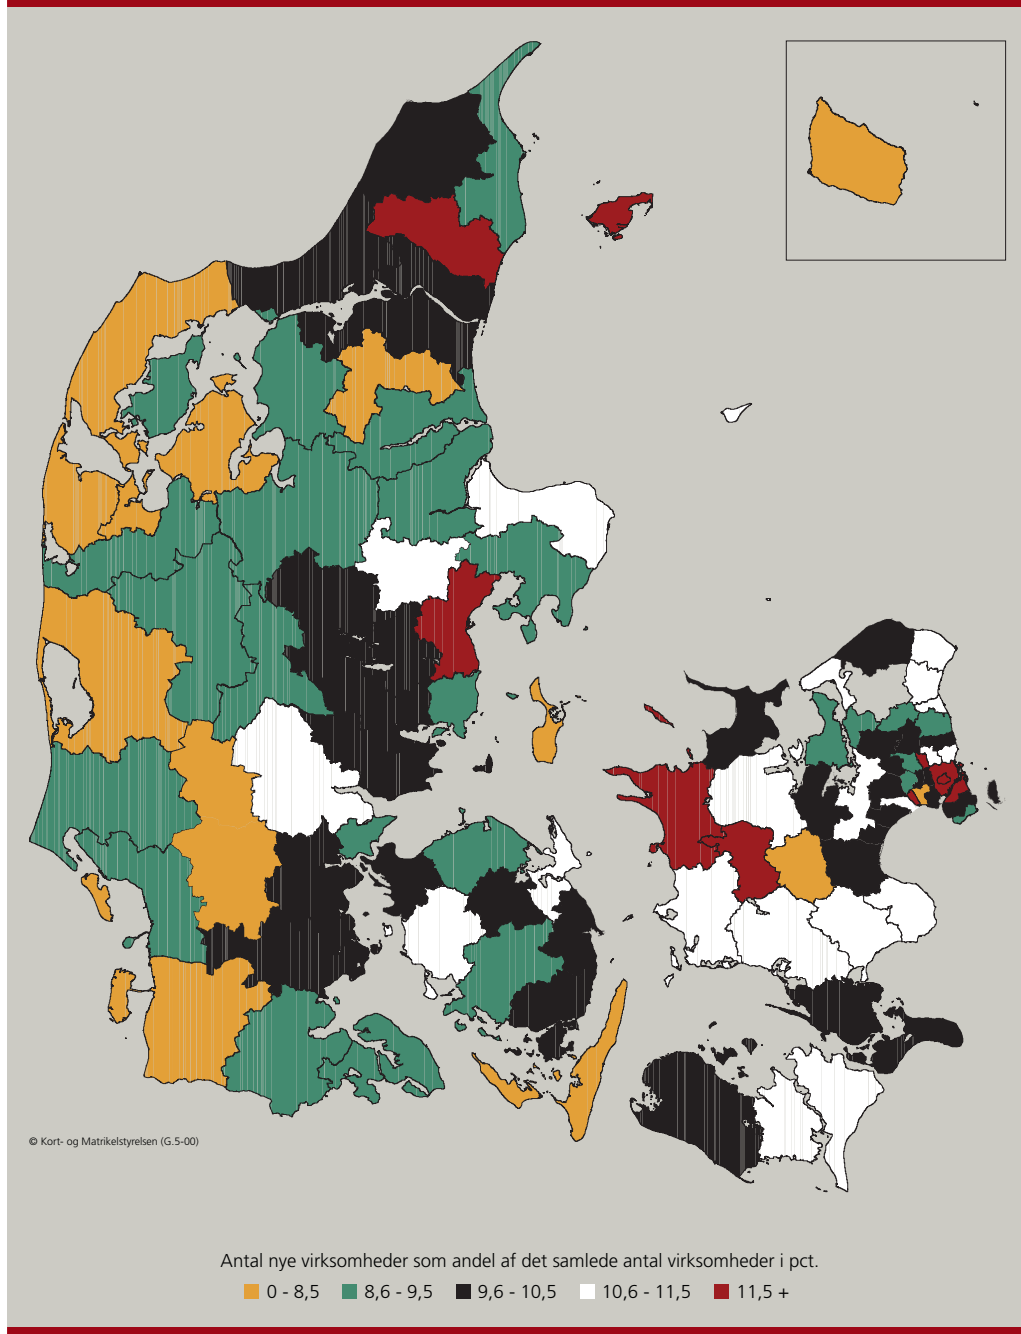 © Kort- og Matrikelstyrelsen (G.5-00)
Antal nye virksomheder som andel af det samlede antal virksomheder i pct.
0 - 8,5 8,6 - 9,5 9,6 - 10,5 10,6 - 11,5 11,5 +